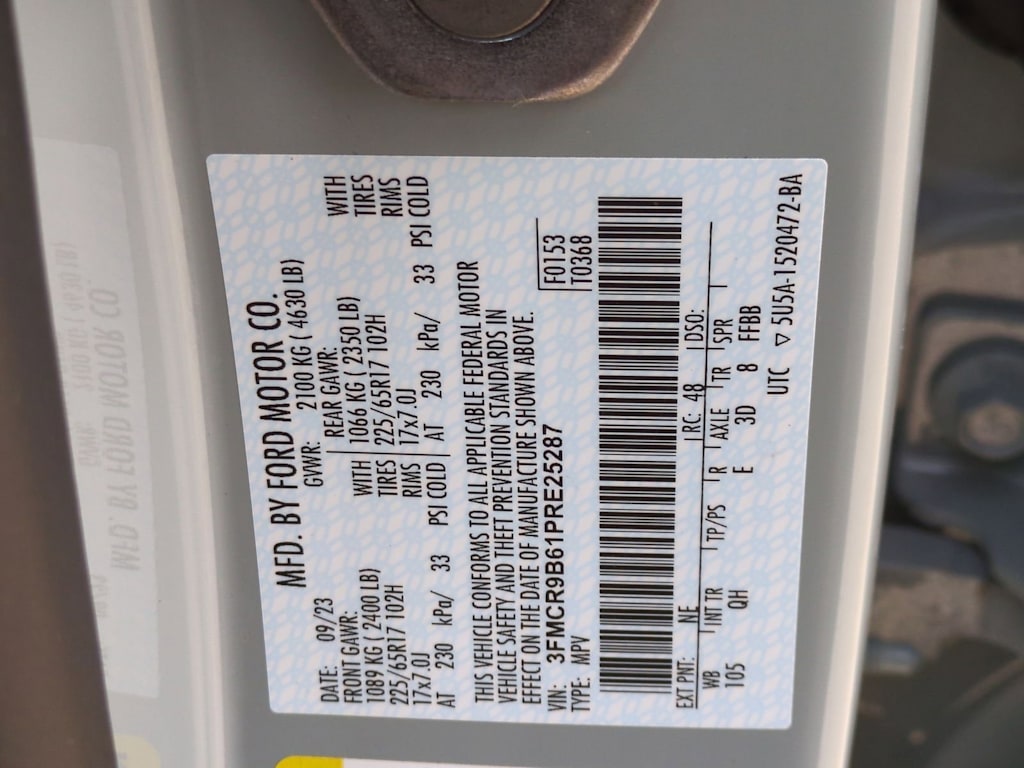 MFD. BY FORD MOTOR CO.
DATE: 09/23 GVWR: 2100 KG ( 4630 LB)
FRONT GAWR: REAR GAWR:
1089 KG ( 2400 LB) WITH 1066 KG ( 2350 LB) WITH
225/65R17 102H TIRES 225/65R17 102H TIRES
17x7.0J RIMS 17x7.0J RIMS
AT 230 kPa/ 33 PSI COLD AT 230 kPa/ 33 PSI COLD
THIS VEHICLE CONFORMS TO ALL APPLICABLE FEDERAL MOTOR
VEHICLE SAFETY AND THEFT PREVENTION STANDARDS IN
EFFECT ON THE DATE OF MANUFACTURE SHOWN ABOVE.
VIN: 3FMCR9B61PRE25287 F0153
TYPE: MPV T0368
EXT PNT: NE RC: 48 DSO:
WB INT TR TP/PS R AXLE TR SPR
105 QH E 3D 8 FFBB
UTC ▽ 5U5A-1520472-BA